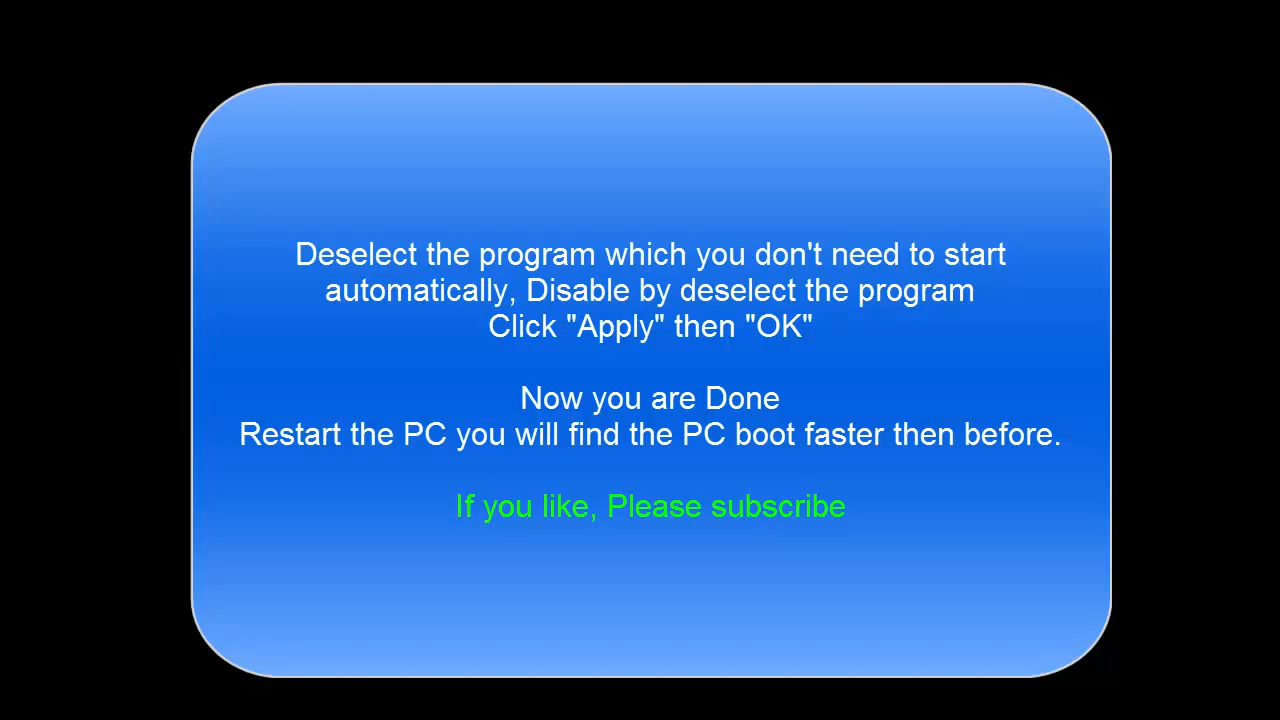 Deselect the program which you don't need to start
automatically, Disable by deselect the program
Click "Apply" then "OK"
Now you are Done
Restart the PC you will find the PC boot faster then before.
If you like, Please subscribe